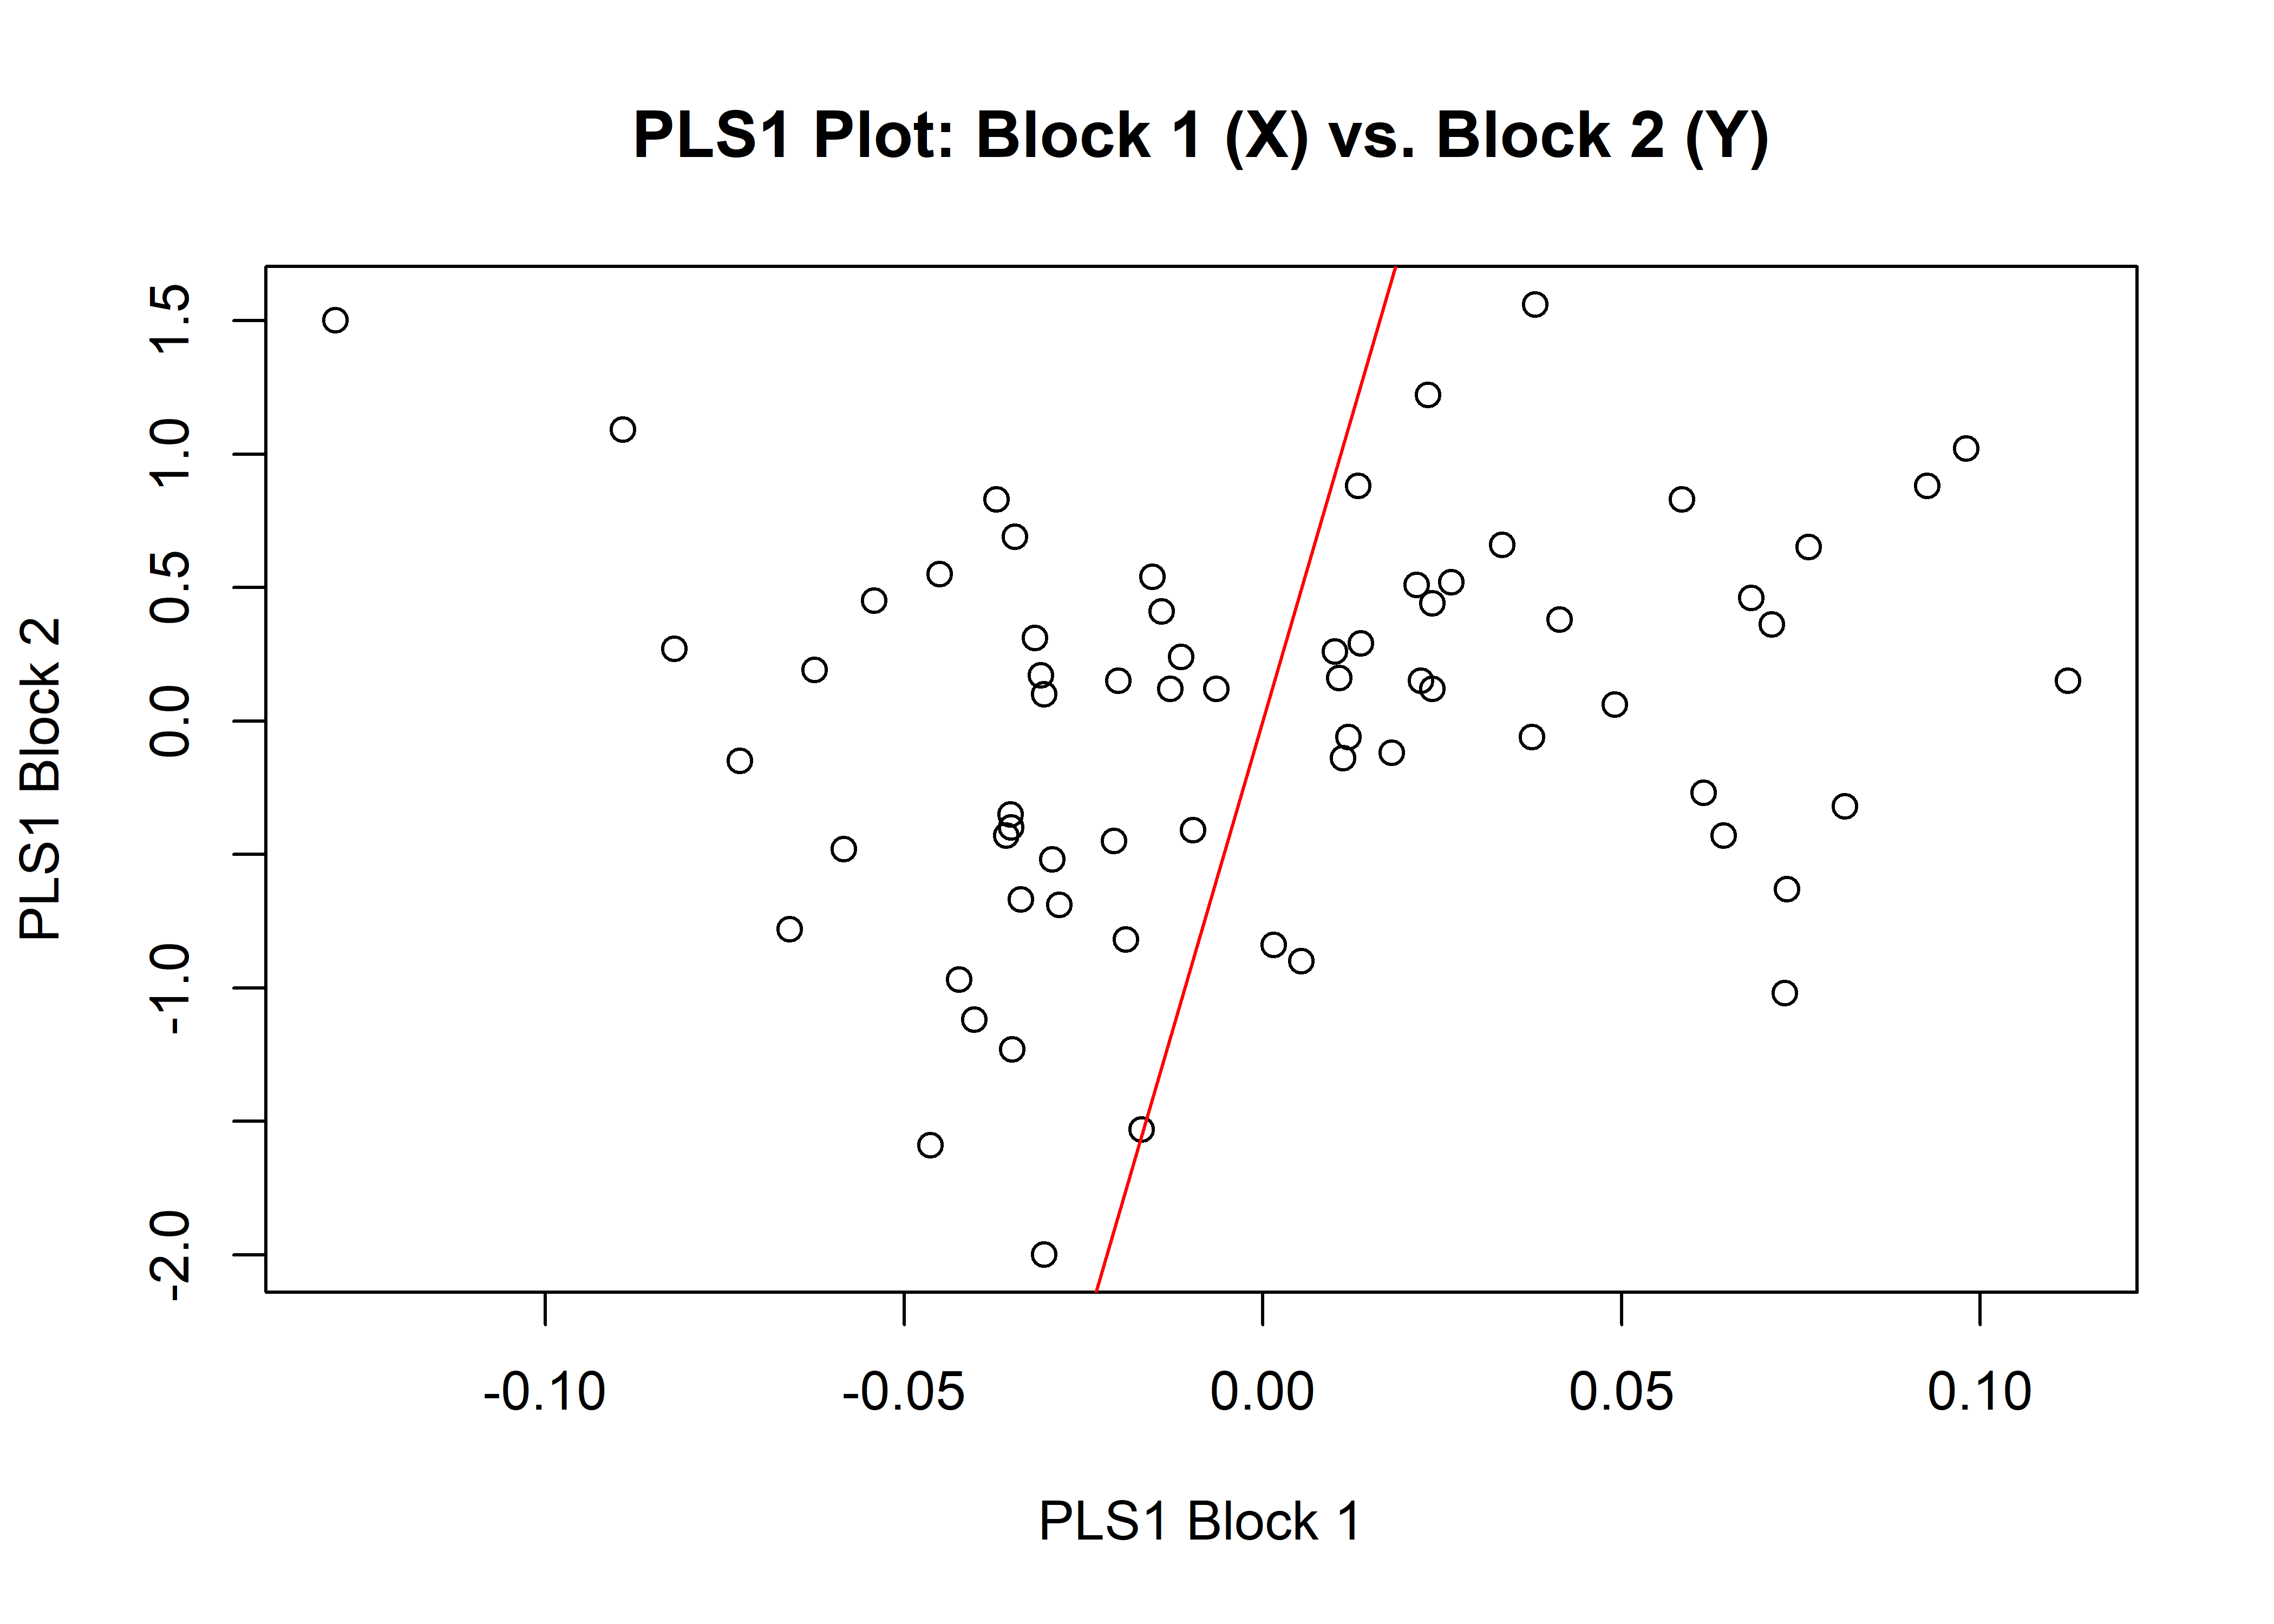 PLS1 Plot: Block 1 (X) vs. Block 2 (Y)
1.5
1.0
0.5
0.0
-1.0
-2.0
PLS1 Block 2
-0.10 -0.05 0.00 0.05 0.10
PLS1 Block 1